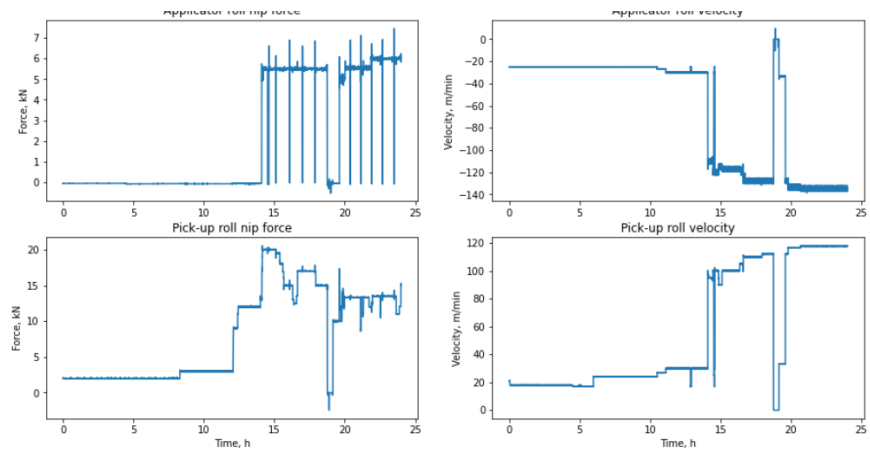 Applicator roll nip force
Force, kN
7
6
5
4
3
2
1
0
0 5 10 15 20 25
Applicator roll velocity
Velocity, m/min
0
−20
−40
−60
−80
−100
−120
−140
0 5 10 15 20 25
Pick-up roll nip force
Force, kN
20
15
10
5
0
0 5 10 15 20 25
Time, h
Pick-up roll velocity
Velocity, m/min
120
100
80
60
40
20
0
0 5 10 15 20 25
Time, h